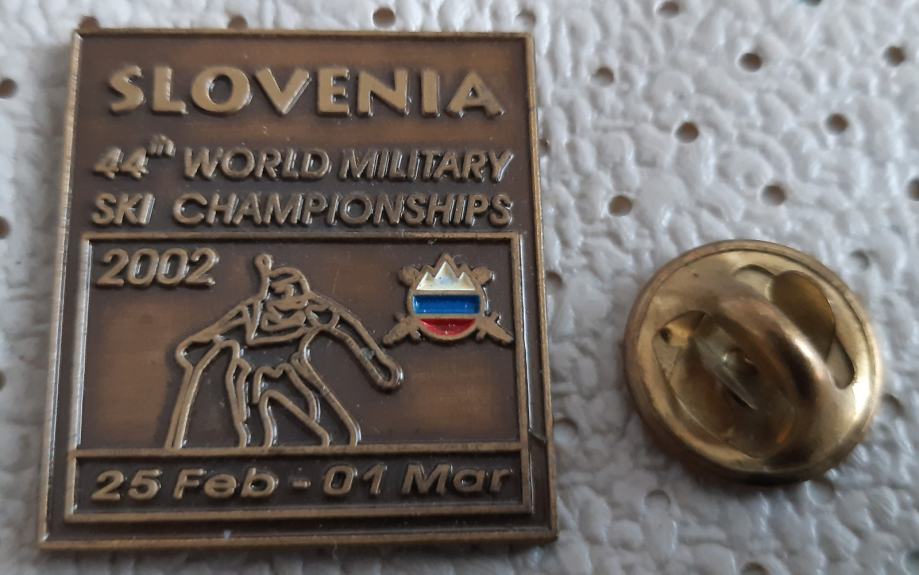 SLOVENIA
44th WORLD MILITARY
SKI CHAMPIONSHIPS
2002
25 Feb - 01 Mar